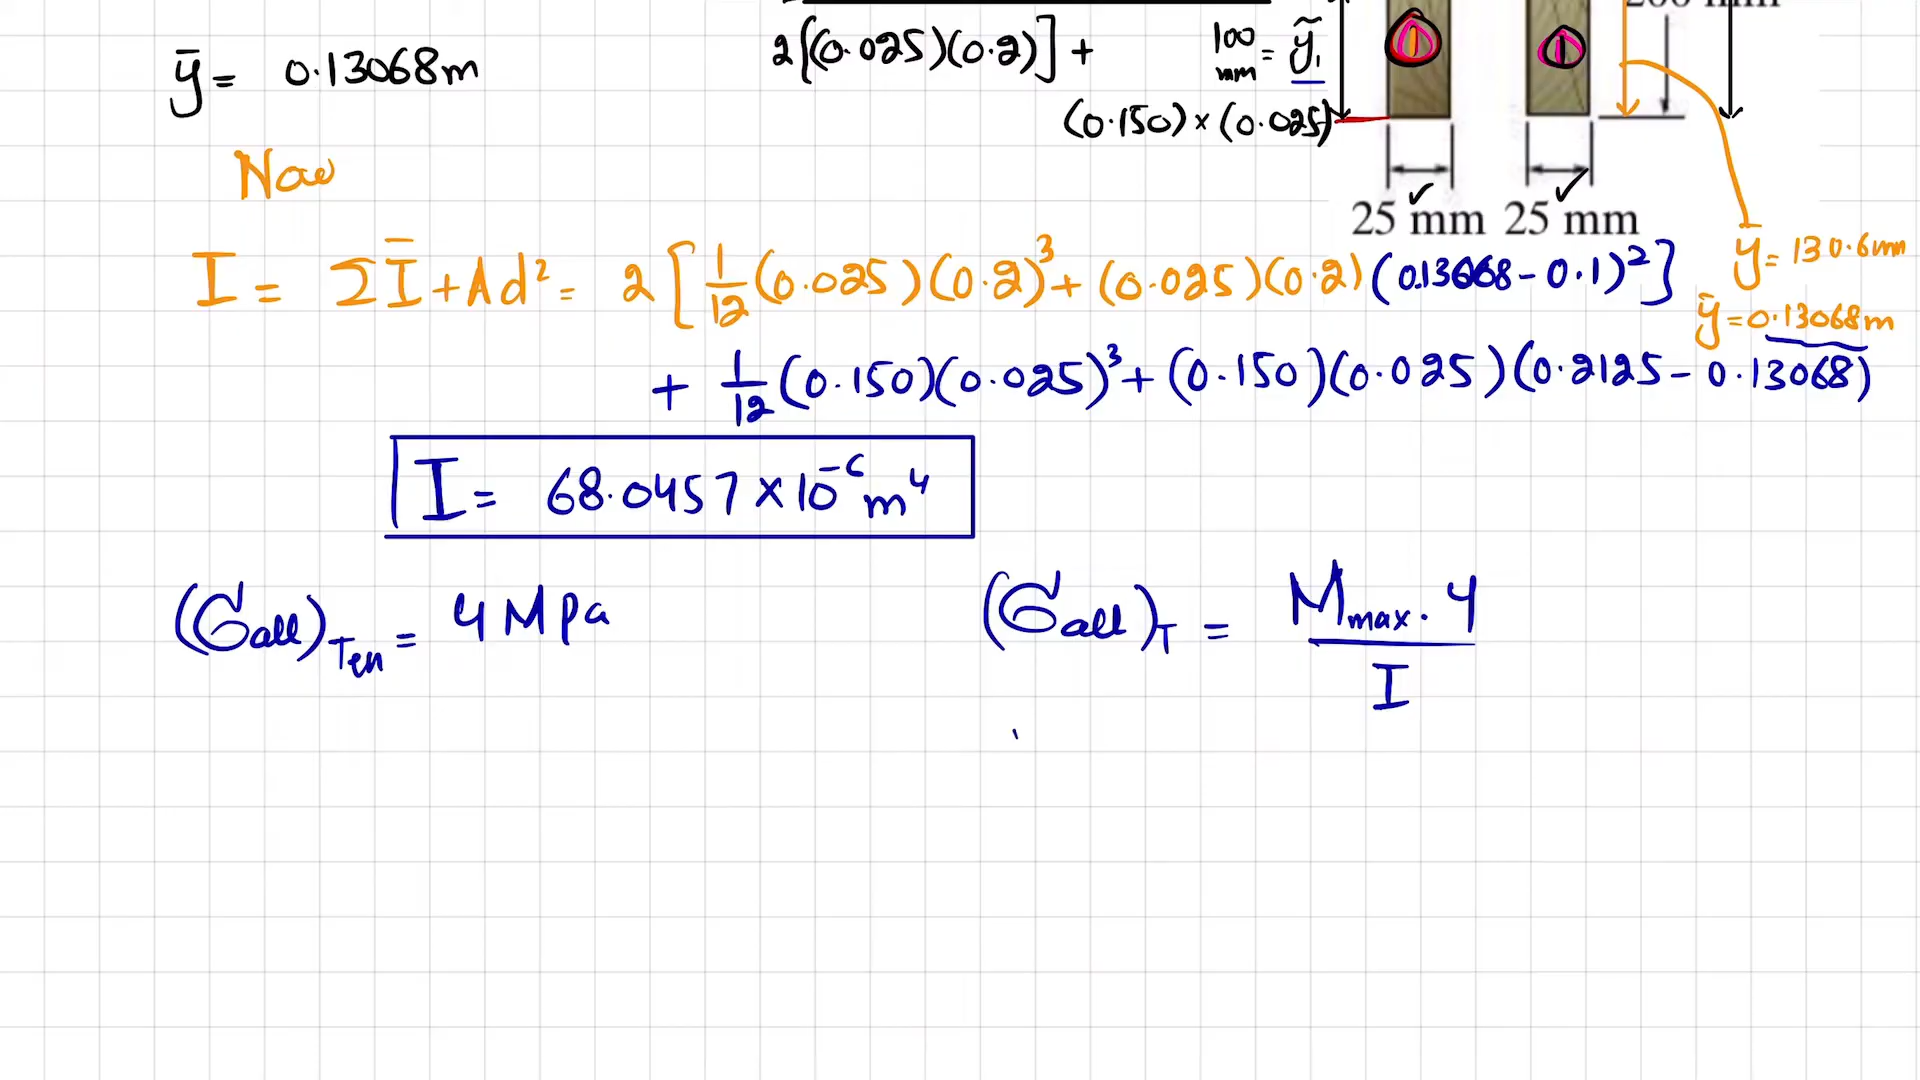 2[(0.025)(0.2)] +
100 mm = ỹ₁
ȳ = 0.13068m
(0.150) × (0.025)
Now
25 mm 25 mm
ȳ = 130.6mm
I = Σ Ī + Ad² = 2 [ 1/12 (0.025)(0.2)³ + (0.025)(0.2)(0.13068 - 0.1)² ]
ȳ = 0.13068m
+ 1/12 (0.150)(0.025)³ + (0.150)(0.025)(0.2125 - 0.13068)
I = 68.0457 × 10⁻⁶ m⁴
(σall)Ten = 4 MPa
(σall)T = Mmax. y / I